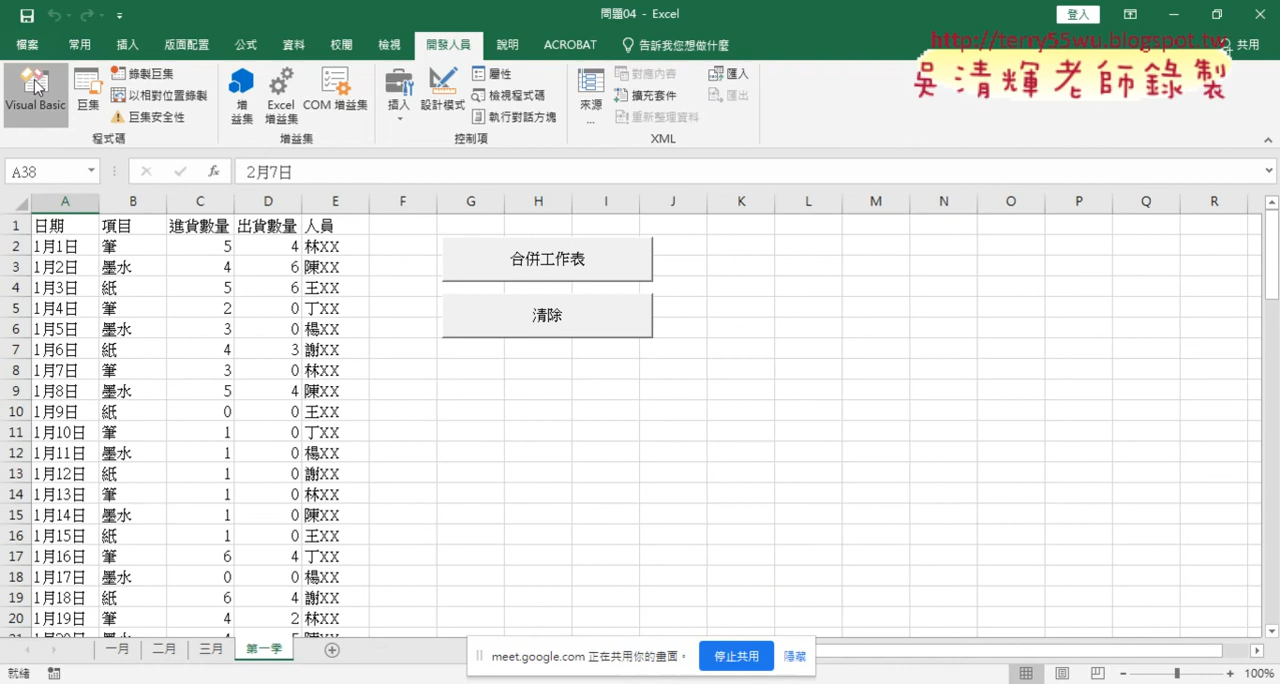 問題04 - Excel
登入
檔案 常用 插入 版面配置 公式 資料 校閱 檢視 開發人員 說明 ACROBAT 告訴我您想做什麼 共用
http://terry55wu.blogspot.tw
吳清輝老師錄製
Visual Basic 巨集 錄製巨集 以相對位置錄製 巨集安全性
增益集 Excel 增益集 COM 增益集
插入 設計模式 屬性 檢視程式碼 執行對話方塊
來源... 對應內容 擴充套件 重新整理資料 匯入 匯出
程式碼 增益集 控制項 XML
A38 fx 2月7日
A B C D E F G H I J K L M N O P Q R
1 日期 項目 進貨數量 出貨數量 人員
2 1月1日 筆 5 4 林XX
3 1月2日 墨水 4 6 陳XX
4 1月3日 紙 5 6 王XX
5 1月4日 筆 2 0 丁XX
6 1月5日 墨水 3 0 楊XX
7 1月6日 紙 4 3 謝XX
8 1月7日 筆 3 0 林XX
9 1月8日 墨水 5 4 陳XX
10 1月9日 紙 0 0 王XX
11 1月10日 筆 1 0 丁XX
12 1月11日 墨水 1 0 楊XX
13 1月12日 紙 1 0 謝XX
14 1月13日 筆 1 0 林XX
15 1月14日 墨水 1 0 陳XX
16 1月15日 紙 1 0 王XX
17 1月16日 筆 6 4 丁XX
18 1月17日 墨水 0 0 楊XX
19 1月18日 紙 6 4 謝XX
20 1月19日 筆 4 2 林XX
合併工作表
清除
一月 二月 三月 第一季
meet.google.com 正在共用你的畫面。 停止共用 隱藏
就緒 100%